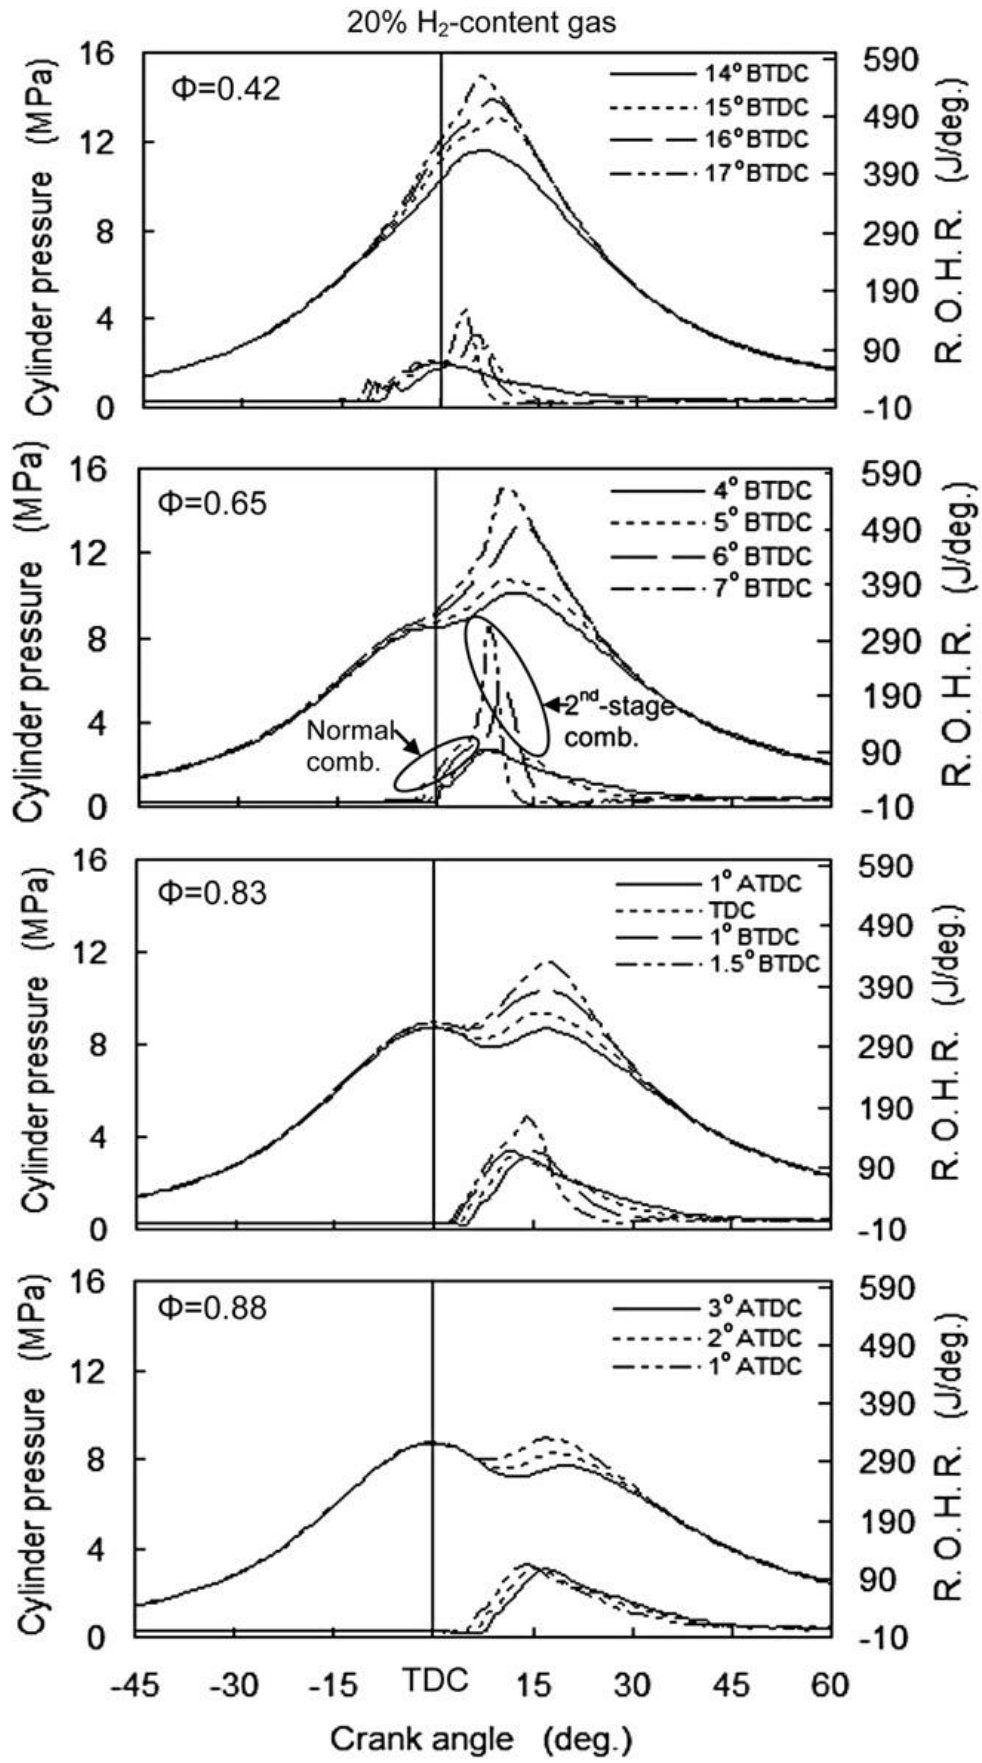 20% H₂-content gas
Cylinder pressure (MPa)
16
12
8
4
0
Φ=0.42
14° BTDC
15° BTDC
16° BTDC
17° BTDC
590
490
390
290
190
90
-10
R. O. H. R. (J/deg.)
Cylinder pressure (MPa)
16
12
8
4
0
Φ=0.65
4° BTDC
5° BTDC
6° BTDC
7° BTDC
Normal
comb.
2nd-stage
comb.
590
490
390
290
190
90
-10
R. O. H. R. (J/deg.)
Cylinder pressure (MPa)
16
12
8
4
0
Φ=0.83
1° ATDC
TDC
1° BTDC
1.5° BTDC
590
490
390
290
190
90
-10
R. O. H. R. (J/deg.)
Cylinder pressure (MPa)
16
12
8
4
0
Φ=0.88
3° ATDC
2° ATDC
1° ATDC
590
490
390
290
190
90
-10
R. O. H. R. (J/deg.)
-45 -30 -15 TDC 15 30 45 60
Crank angle (deg.)